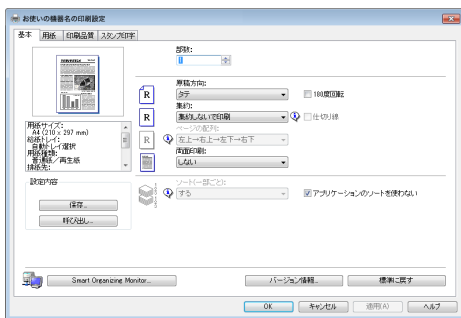 お使いの機器名の印刷設定
基本 用紙 印刷品質 スタンプ印字
部数:
1
原稿方向:
タテ
180度回転
集約:
集約しないで印刷
仕切り線
ページの配列:
左上→右上→左下→右下
両面印刷:
しない
用紙サイズ:
A4 (210 x 297 mm)
給紙トレイ:
自動トレイ選択
用紙種類:
普通紙/再生紙
排紙先:
設定内容
保存...
呼び出し...
ソート(一部ごと):
する
アプリケーションのソートを使わない
Smart Organizing Monitor...
バージョン情報...
標準に戻す
OK
キャンセル
適用(A)
ヘルプ